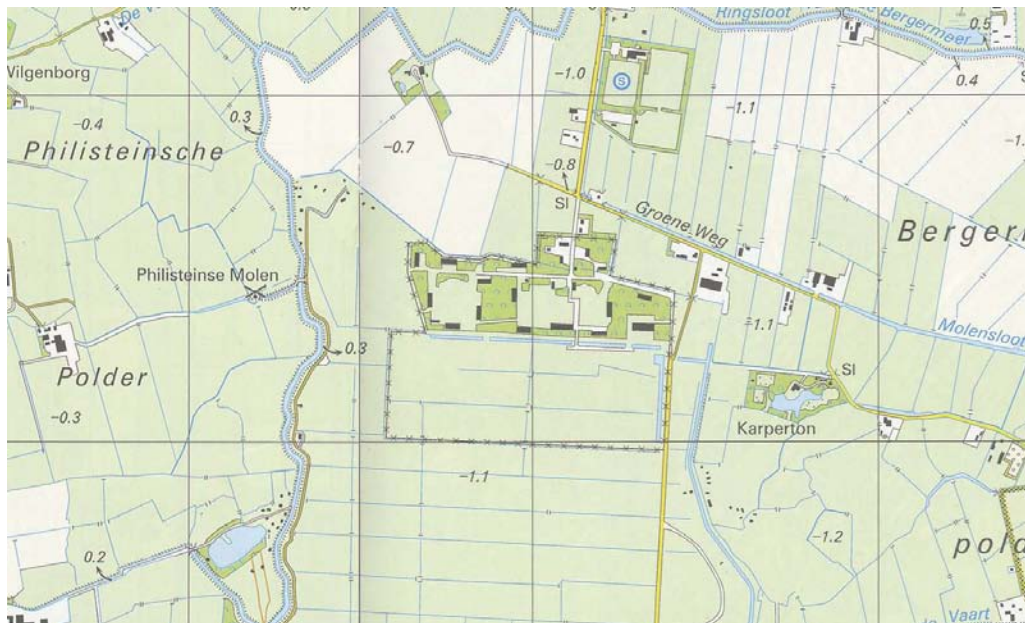 De V
Ringsloot
Bergermeer
0.5
0.4
Wilgenborg
-1.0
S
-0.4
0.3
-1.1
Philisteinsche
-0.7
-0.8
Sl
Groene Weg
Berger
Philisteinse Molen
-1.1
Molensloot
0.3
Polder
Sl
-0.3
Karperton
-1.1
-1.2
0.2
pold
Vaart